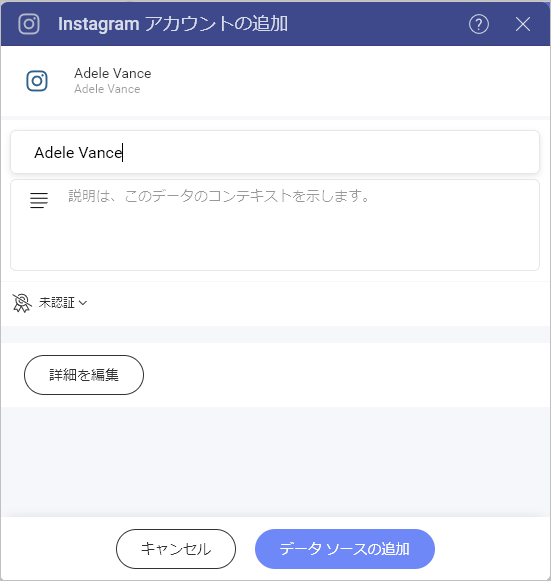 Instagram アカウントの追加
Adele Vance
Adele Vance
Adele Vance
説明は、このデータのコンテキストを示します。
未認証
詳細を編集
キャンセル
データ ソースの追加